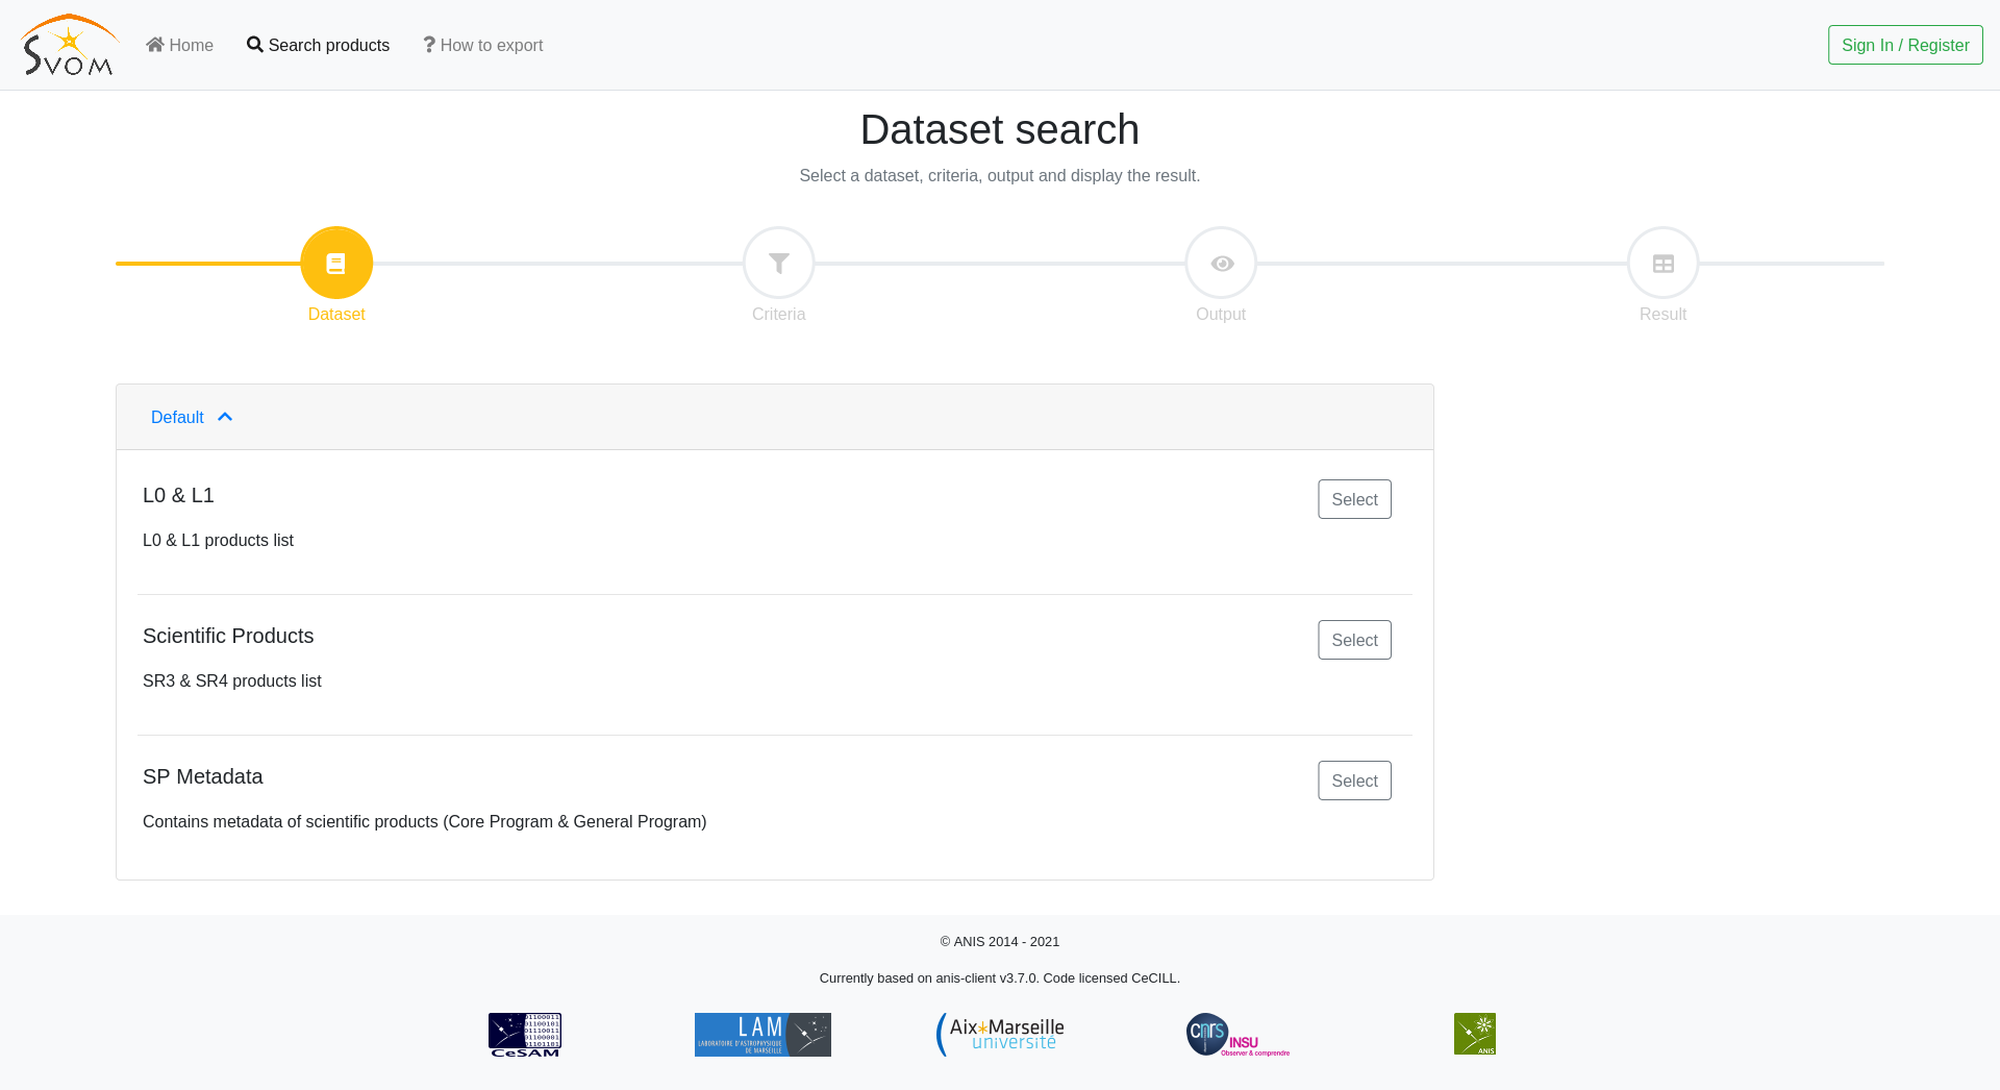 SVOM
Home
Search products
How to export
Sign In / Register
Dataset search
Select a dataset, criteria, output and display the result.
Dataset
Criteria
Output
Result
Default
L0 & L1
Select
L0 & L1 products list
Scientific Products
Select
SR3 & SR4 products list
SP Metadata
Select
Contains metadata of scientific products (Core Program & General Program)
© ANIS 2014 - 2021
Currently based on anis-client v3.7.0. Code licensed CeCILL.
CeSAM
LAM
LABORATOIRE D'ASTROPHYSIQUE
DE MARSEILLE
Aix*Marseille
université
cnrs
INSU
Observer & comprendre
ANIS